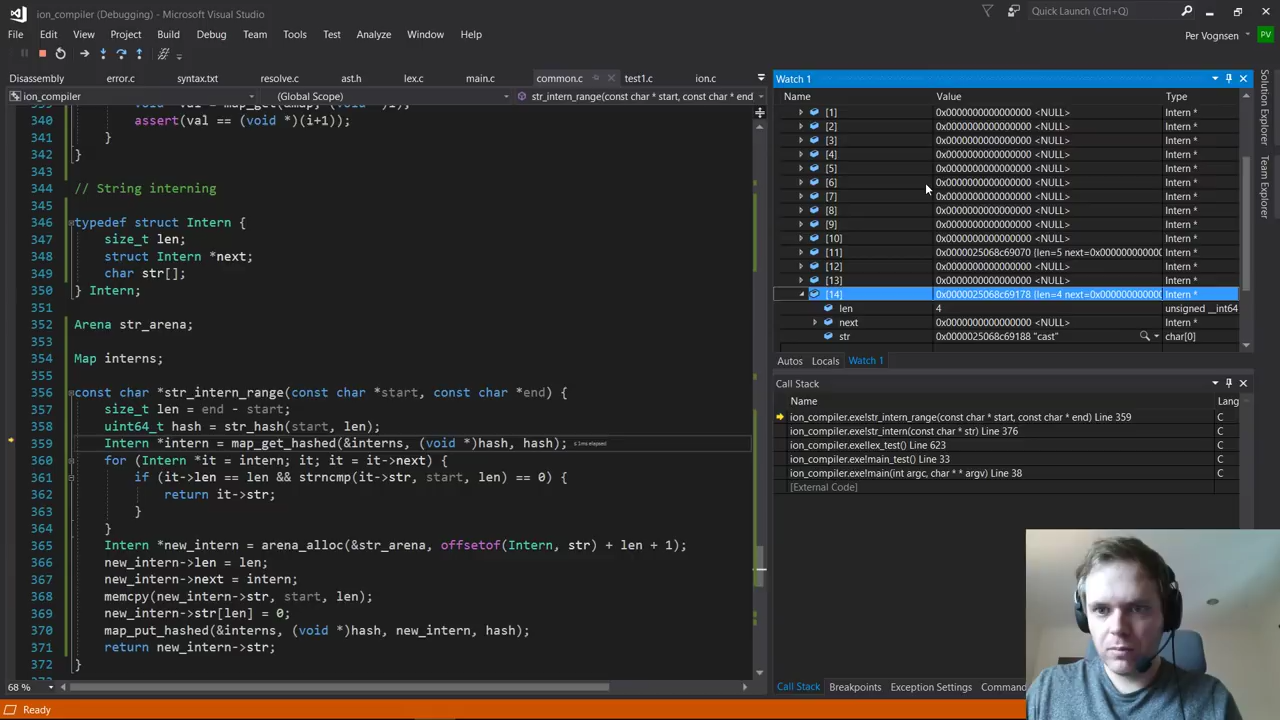 ion_compiler (Debugging) - Microsoft Visual Studio
Quick Launch (Ctrl+Q)
File Edit View Project Build Debug Team Tools Test Analyze Window Help
Per Vognsen PV
Disassembly error.c syntax.txt resolve.c ast.h lex.c main.c common.c test1.c ion.c
ion_compiler (Global Scope) str_intern_range(const char * start, const char * end)
340 assert(val == (void *)(i+1));
341 }
342 }
343
344 // String interning
345
346 typedef struct Intern {
347 size_t len;
348 struct Intern *next;
349 char str[];
350 } Intern;
351
352 Arena str_arena;
353
354 Map interns;
355
356 const char *str_intern_range(const char *start, const char *end) {
357 size_t len = end - start;
358 uint64_t hash = str_hash(start, len);
359 Intern *intern = map_get_hashed(&interns, (void *)hash, hash); ≤ 1ms elapsed
360 for (Intern *it = intern; it; it = it->next) {
361 if (it->len == len && strncmp(it->str, start, len) == 0) {
362 return it->str;
363 }
364 }
365 Intern *new_intern = arena_alloc(&str_arena, offsetof(Intern, str) + len + 1);
366 new_intern->len = len;
367 new_intern->next = intern;
368 memcpy(new_intern->str, start, len);
369 new_intern->str[len] = 0;
370 map_put_hashed(&interns, (void *)hash, new_intern, hash);
371 return new_intern->str;
372 }
68 %
Ready
Watch 1
Name Value Type
[1] 0x0000000000000000 <NULL> Intern *
[2] 0x0000000000000000 <NULL> Intern *
[3] 0x0000000000000000 <NULL> Intern *
[4] 0x0000000000000000 <NULL> Intern *
[5] 0x0000000000000000 <NULL> Intern *
[6] 0x0000000000000000 <NULL> Intern *
[7] 0x0000000000000000 <NULL> Intern *
[8] 0x0000000000000000 <NULL> Intern *
[9] 0x0000000000000000 <NULL> Intern *
[10] 0x0000000000000000 <NULL> Intern *
[11] 0x0000025068c69070 {len=5 next=0x00000000000 Intern *
[12] 0x0000000000000000 <NULL> Intern *
[13] 0x0000000000000000 <NULL> Intern *
[14] 0x0000025068c69178 {len=4 next=0x00000000000 Intern *
len 4 unsigned __int64
next 0x0000000000000000 <NULL> Intern *
str 0x0000025068c69188 "cast" char[0]
Autos Locals Watch 1
Call Stack
Name Lang
ion_compiler.exe!str_intern_range(const char * start, const char * end) Line 359 C
ion_compiler.exe!str_intern(const char * str) Line 376 C
ion_compiler.exe!lex_test() Line 623 C
ion_compiler.exe!main_test() Line 33 C
ion_compiler.exe!main(int argc, char * * argv) Line 38 C
[External Code]
Call Stack Breakpoints Exception Settings Comman
Solution Explorer
Team Explorer